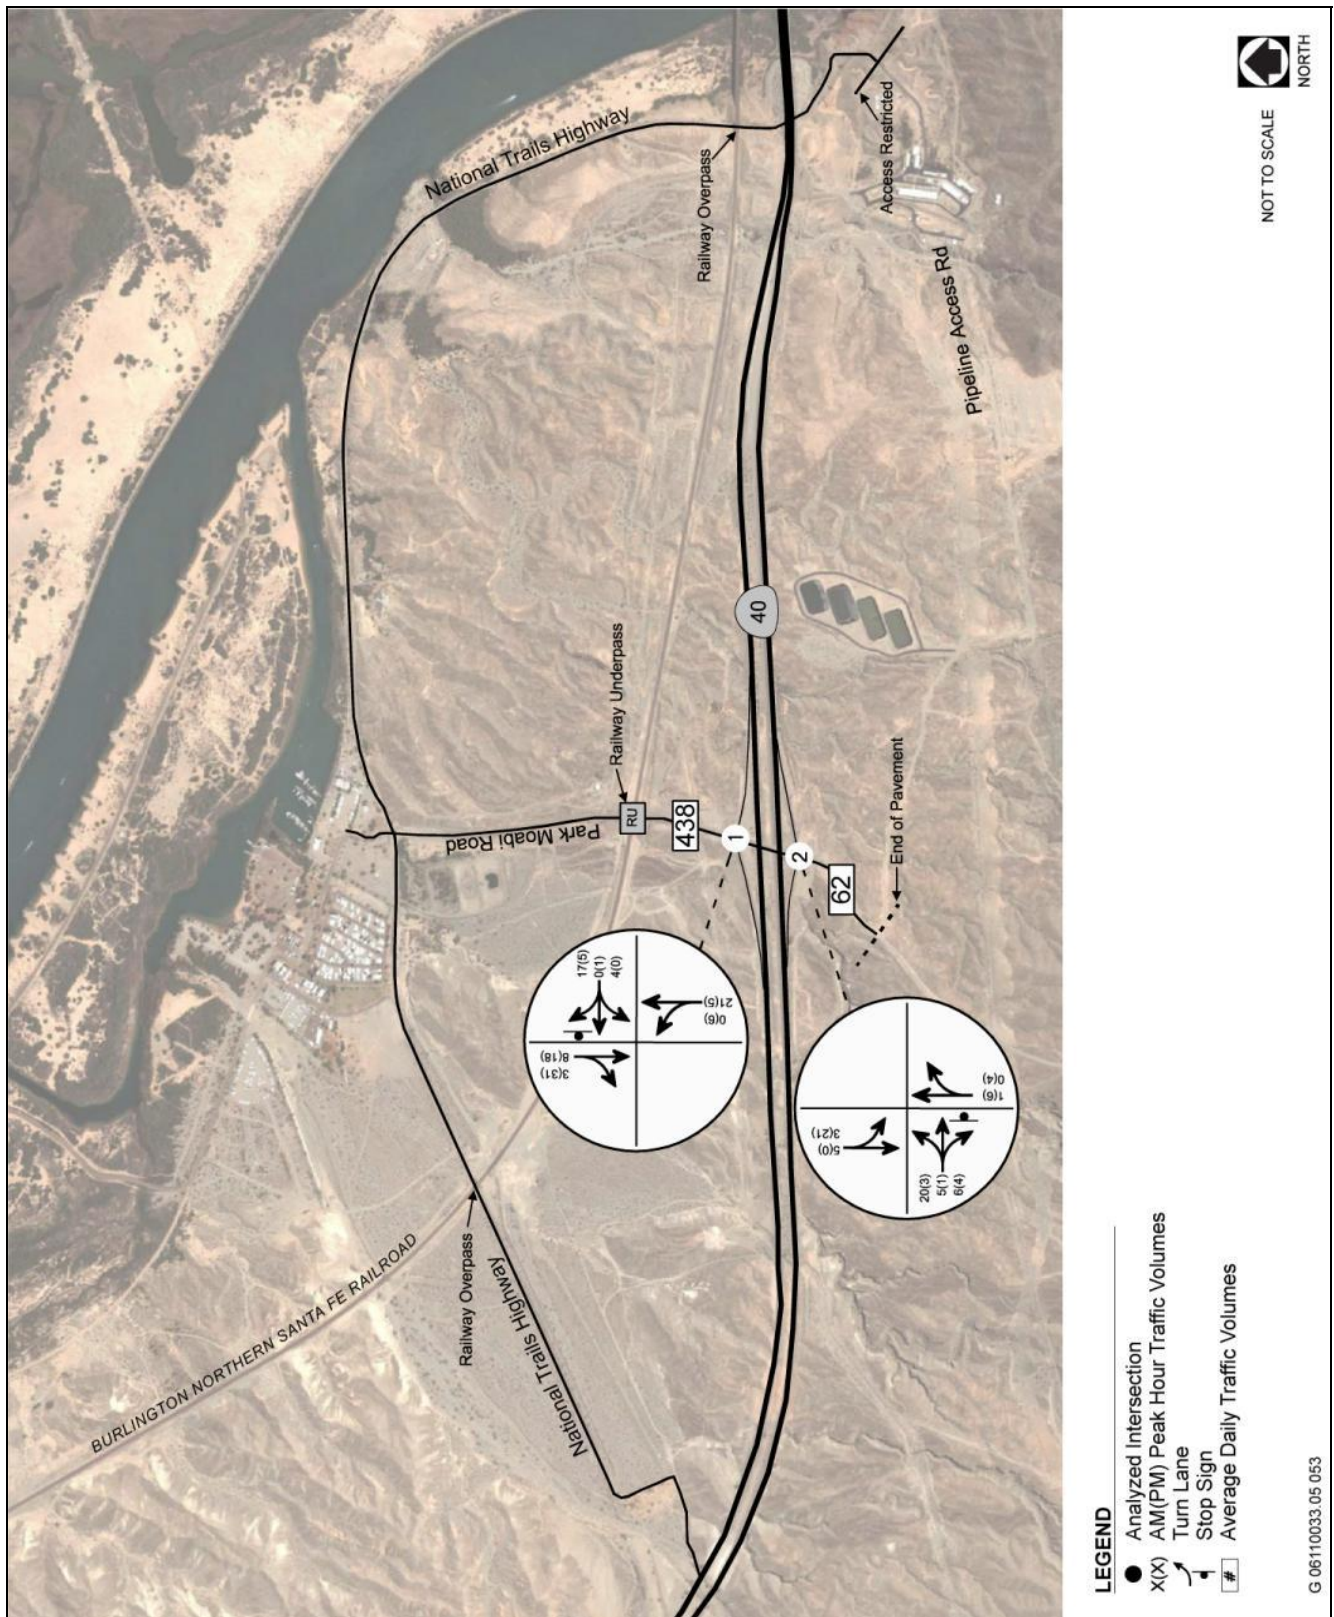 National Trails Highway
Railway Overpass
Access Restricted
Pipeline Access Rd
40
Railway Underpass
RU
Park Moabi Road
438
1
2
62
End of Pavement
17(5)
0(1)
4(0)
8(18)
3(31)
21(5)
0(6)
3(21)
5(0)
0(4)
1(6)
20(3)
5(1)
6(4)
Railway Overpass
National Trails Highway
BURLINGTON NORTHERN SANTA FE RAILROAD
LEGEND
Analyzed Intersection
X(X) AM(PM) Peak Hour Traffic Volumes
Turn Lane
Stop Sign
# Average Daily Traffic Volumes
NOT TO SCALE
NORTH
G 06110033.05 053